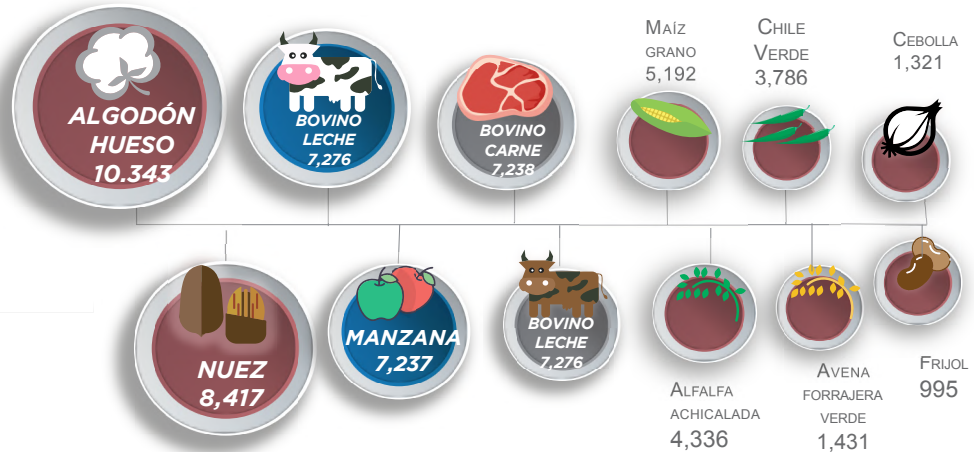 ALGODÓN
HUESO
10.343
BOVINO
LECHE
7,276
BOVINO
CARNE
7,238
MAÍZ
GRANO
5,192
CHILE
VERDE
3,786
CEBOLLA
1,321
NUEZ
8,417
MANZANA
7,237
BOVINO
LECHE
7,276
ALFALFA
ACHICALADA
4,336
AVENA
FORRAJERA
VERDE
1,431
FRIJOL
995